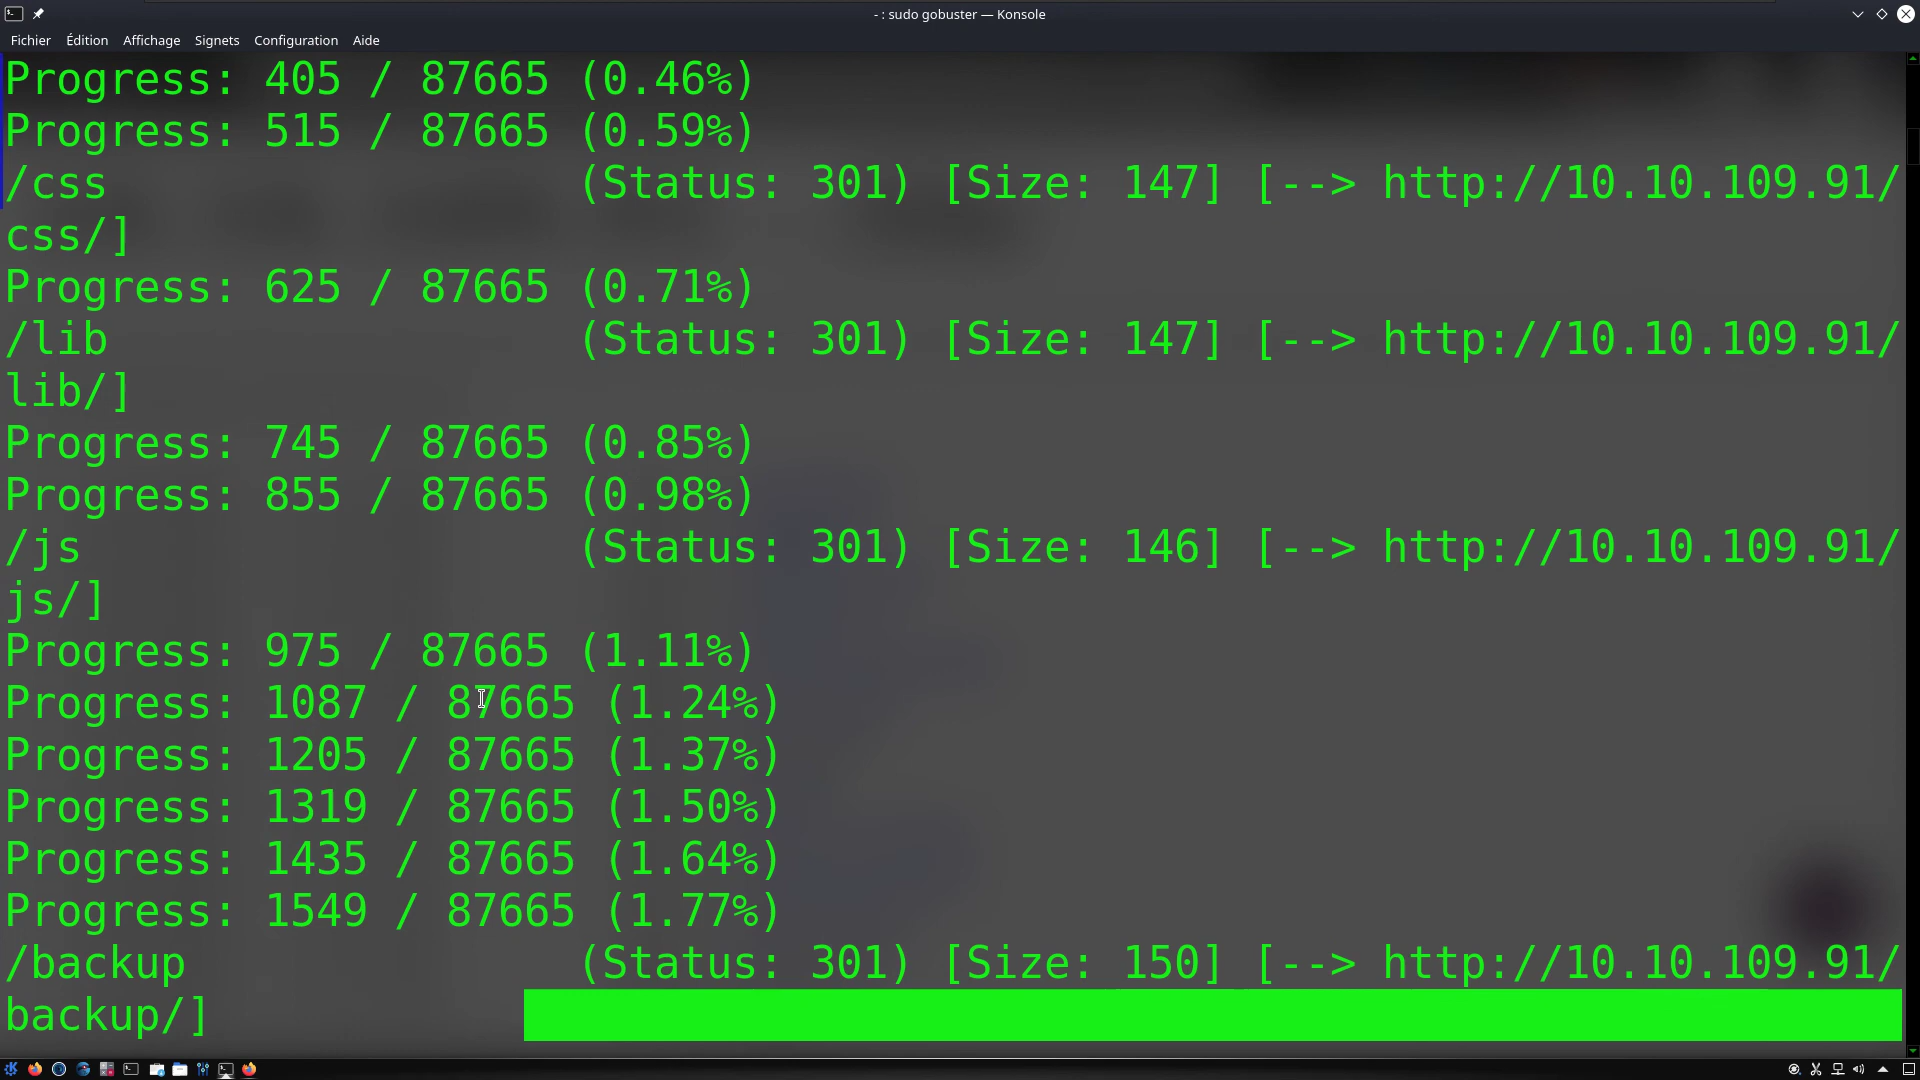 - : sudo gobuster — Konsole
Fichier Édition Affichage Signets Configuration Aide
Progress: 405 / 87665 (0.46%)
Progress: 515 / 87665 (0.59%)
/css (Status: 301) [Size: 147] [--> http://10.10.109.91/
css/]
Progress: 625 / 87665 (0.71%)
/lib (Status: 301) [Size: 147] [--> http://10.10.109.91/
lib/]
Progress: 745 / 87665 (0.85%)
Progress: 855 / 87665 (0.98%)
/js (Status: 301) [Size: 146] [--> http://10.10.109.91/
js/]
Progress: 975 / 87665 (1.11%)
Progress: 1087 / 87665 (1.24%)
Progress: 1205 / 87665 (1.37%)
Progress: 1319 / 87665 (1.50%)
Progress: 1435 / 87665 (1.64%)
Progress: 1549 / 87665 (1.77%)
/backup (Status: 301) [Size: 150] [--> http://10.10.109.91/
backup/]